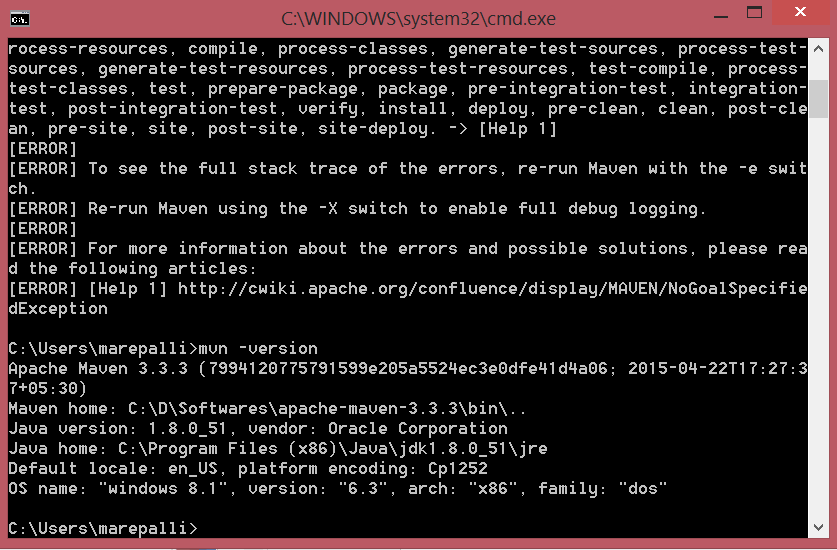 C:\WINDOWS\system32\cmd.exe
rocess-resources, compile, process-classes, generate-test-sources, process-test-
sources, generate-test-resources, process-test-resources, test-compile, process-
test-classes, test, prepare-package, package, pre-integration-test, integration-
test, post-integration-test, verify, install, deploy, pre-clean, clean, post-cle
an, pre-site, site, post-site, site-deploy. -> [Help 1]
[ERROR]
[ERROR] To see the full stack trace of the errors, re-run Maven with the -e swit
ch.
[ERROR] Re-run Maven using the -X switch to enable full debug logging.
[ERROR]
[ERROR] For more information about the errors and possible solutions, please rea
d the following articles:
[ERROR] [Help 1] http://cwiki.apache.org/confluence/display/MAVEN/NoGoalSpecifie
dException
C:\Users\marepalli>mvn -version
Apache Maven 3.3.3 (7994120775791599e205a5524ec3e0dfe41d4a06; 2015-04-22T17:27:3
7+05:30)
Maven home: C:\D\Softwares\apache-maven-3.3.3\bin\..
Java version: 1.8.0_51, vendor: Oracle Corporation
Java home: C:\Program Files (x86)\Java\jdk1.8.0_51\jre
Default locale: en_US, platform encoding: Cp1252
OS name: "windows 8.1", version: "6.3", arch: "x86", family: "dos"
C:\Users\marepalli>